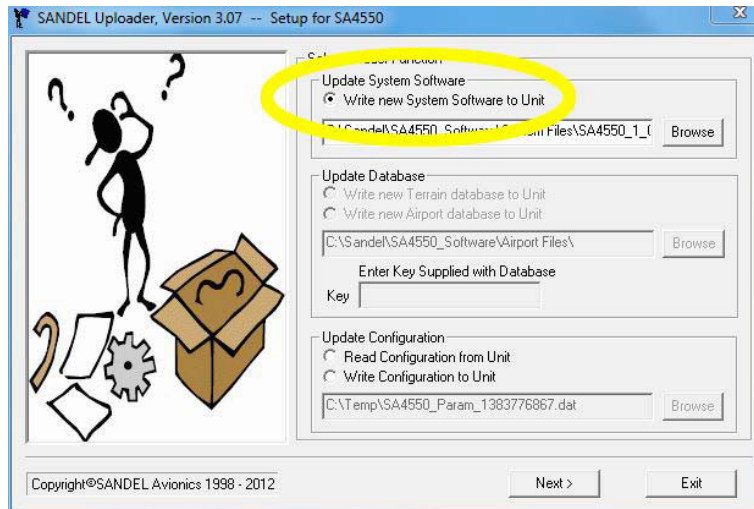 SANDEL Uploader, Version 3.07 -- Setup for SA4550
Function
Update System Software
Write new System Software to Unit
Files\SA4550_1_0
Browse
Update Database
Write new Terrain database to Unit
Write new Airport database to Unit
C:\Sandel\SA4550_Software\Airport Files\
Browse
Enter Key Supplied with Database
Key
Update Configuration
Read Configuration from Unit
Write Configuration to Unit
C:\Temp\SA4550_Param_1383776867.dat
Browse
Copyright©SANDEL Avionics 1998 - 2012
Next >
Exit